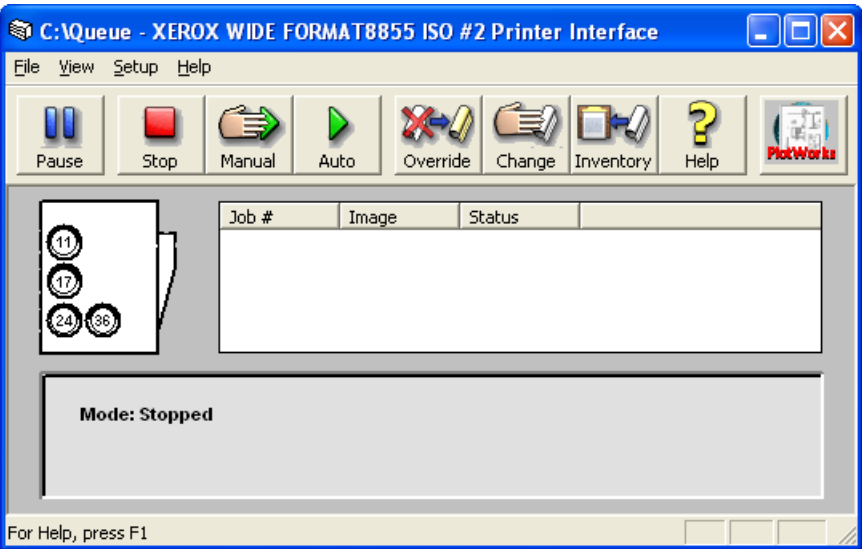 C:\Queue - XEROX WIDE FORMAT8855 ISO #2 Printer Interface
File View Setup Help
Pause Stop Manual Auto Override Change Inventory Help PlotWorks
Job # Image Status
11
17
24 36
Mode: Stopped
For Help, press F1